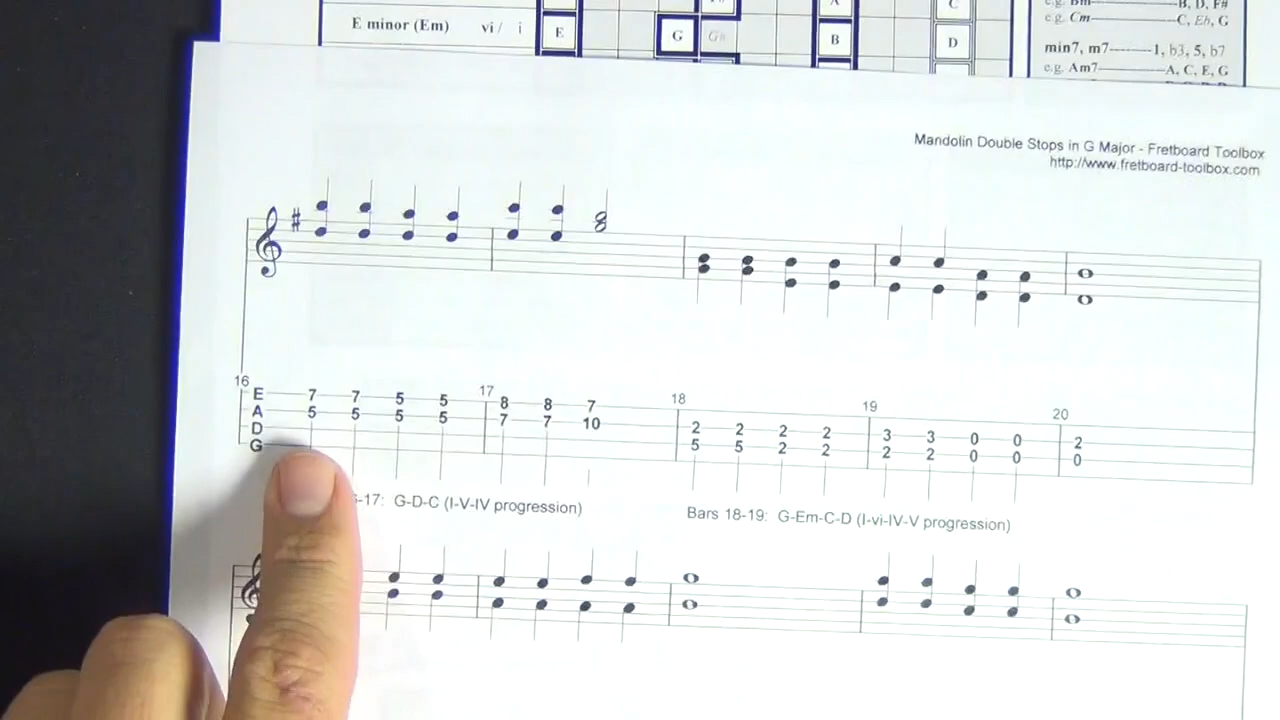 E minor (Em) vi / i E G G# B D
A
C
e.g. Bm B, D, F#
e.g. Cm C, Eb, G
min7, m7 1, b3, 5, b7
e.g. Am7 A, C, E, G
Mandolin Double Stops in G Major - Fretboard Toolbox
http://www.fretboard-toolbox.com
16 17 18 19 20
E 7 7 5 5 8 8 7
A 5 5 5 5 7 7 10
D 2 2 2 2 3 3 0 0 2
G 5 5 2 2 2 2 0 0 0
-17: G-D-C (I-V-IV progression)
Bars 18-19: G-Em-C-D (I-vi-IV-V progression)